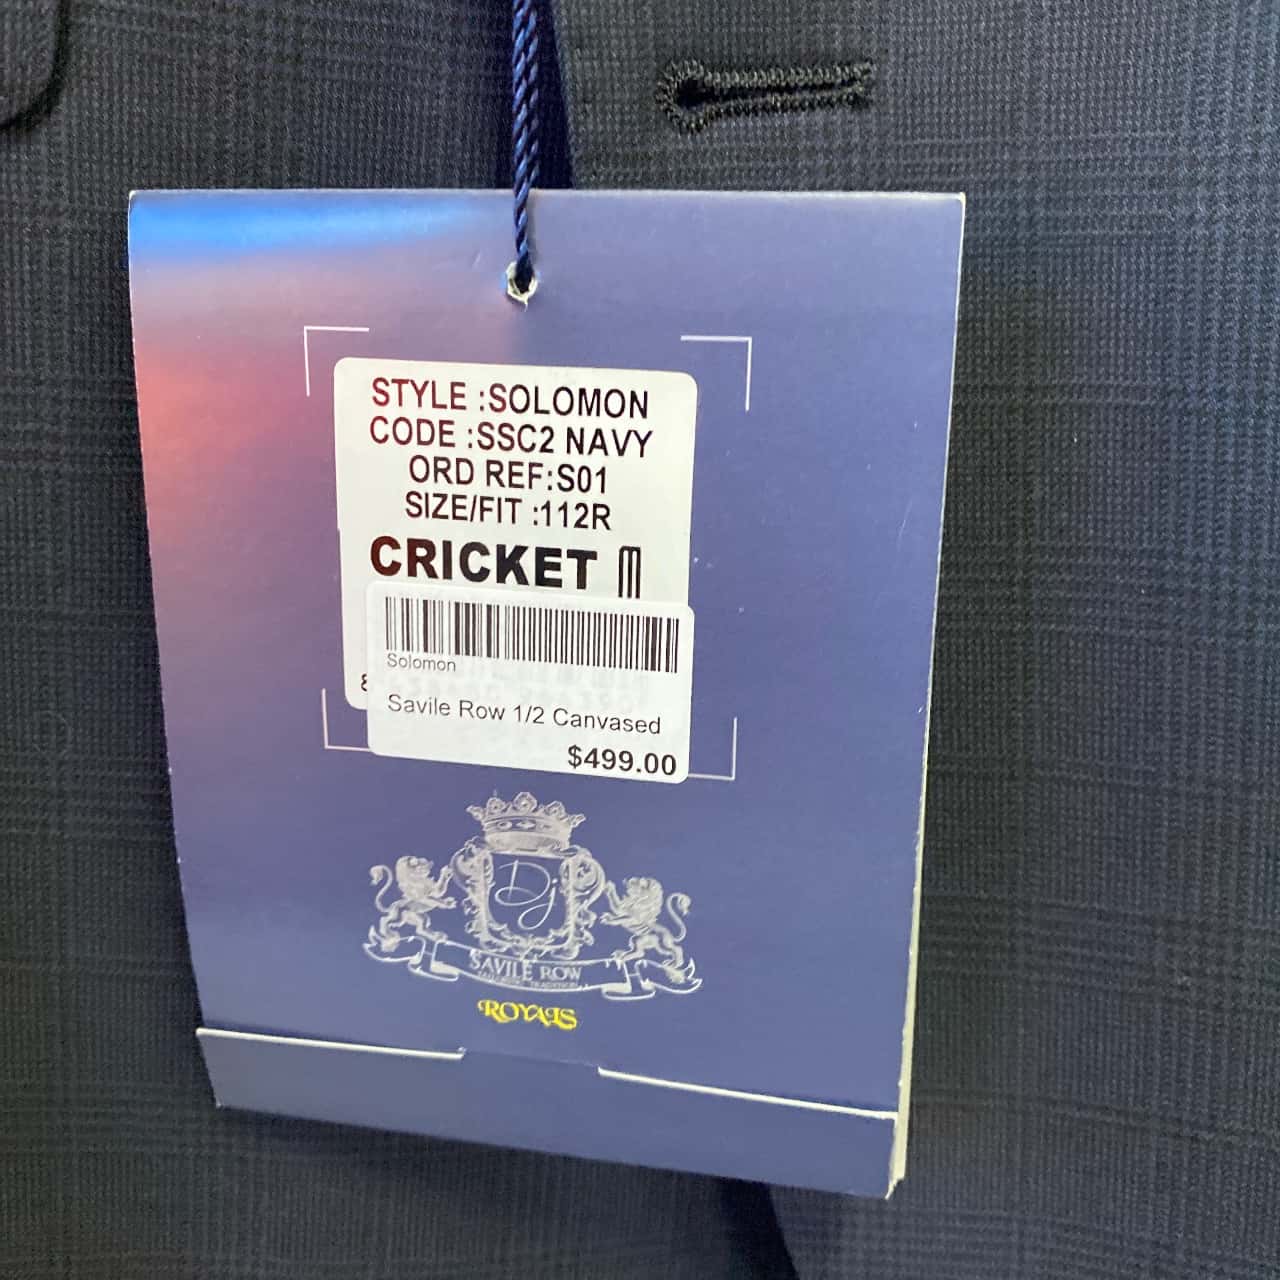 STYLE :SOLOMON
CODE :SSC2 NAVY
ORD REF:S01
SIZE/FIT :112R
CRICKET
Solomon
8
Savile Row 1/2 Canvased
$499.00
Dj
SAVILE ROW
ROYALS